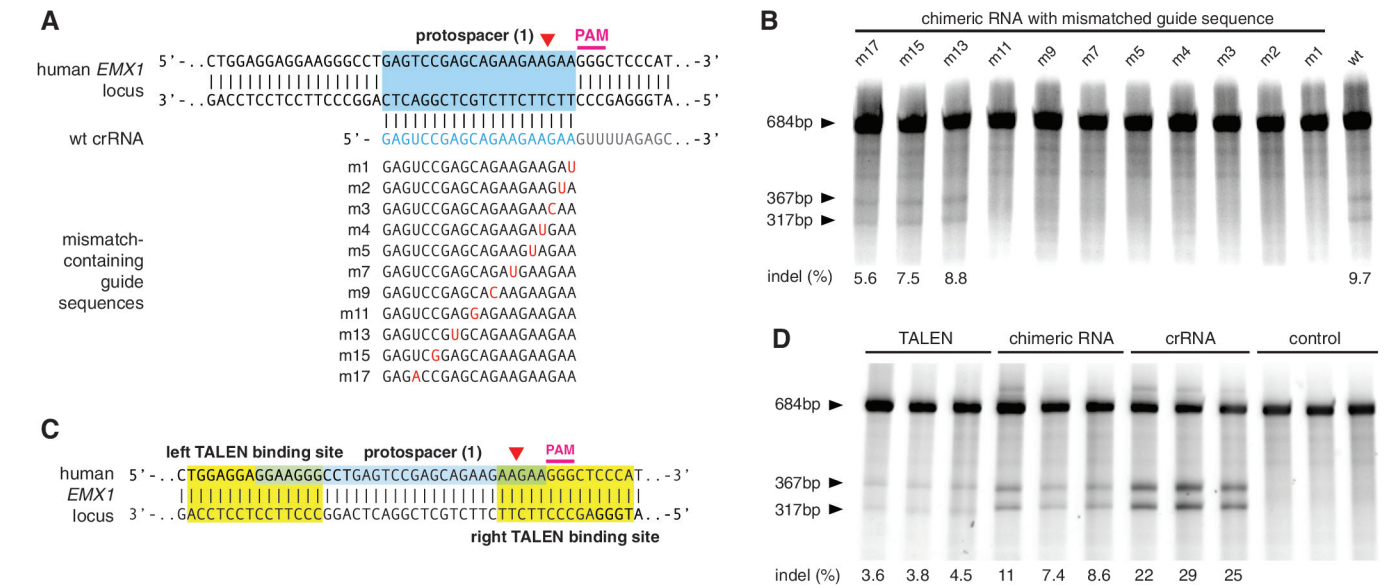 A
protospacer (1) PAM
human EMX1 locus
5'-..CTGGAGGAGGAAGGGCCTGAGTCCGAGCAGAAGAAGAAGGGCTCCCAT..-3'
3'-..GACCTCCTCCTTCCCGGACTCAGGCTCGTCTTCTTCTTCCCGAGGGTA..-5'
wt crRNA 5'- GAGUCCGAGCAGAAGAAGAAGUUUUAGAGC..-3'
mismatch-containing guide sequences
m1 GAGUCCGAGCAGAAGAAGAU
m2 GAGUCCGAGCAGAAGAAGUA
m3 GAGUCCGAGCAGAAGAACAA
m4 GAGUCCGAGCAGAAGAUGAA
m5 GAGUCCGAGCAGAAGUAGAA
m7 GAGUCCGAGCAGAUGAAGAA
m9 GAGUCCGAGCACAAGAAGAA
m11 GAGUCCGAGGAGAAGAAGAA
m13 GAGUCCGUGCAGAAGAAGAA
m15 GAGUCGGAGCAGAAGAAGAA
m17 GAGACCGAGCAGAAGAAGAA
B
chimeric RNA with mismatched guide sequence
m17 m15 m13 m11 m9 m7 m5 m4 m3 m2 m1 wt
684bp
367bp
317bp
indel (%) 5.6 7.5 8.8 9.7
C
left TALEN binding site protospacer (1) PAM
human EMX1 locus
5'-..CTGGAGGAGGAAGGGCCTGAGTCCGAGCAGAAGAAGAAGGGCTCCCAT..-3'
3'-..GACCTCCTCCTTCCCGGACTCAGGCTCGTCTTCTTCTTCCCGAGGGTA..-5'
right TALEN binding site
D
TALEN chimeric RNA crRNA control
684bp
367bp
317bp
indel (%) 3.6 3.8 4.5 11 7.4 8.6 22 29 25